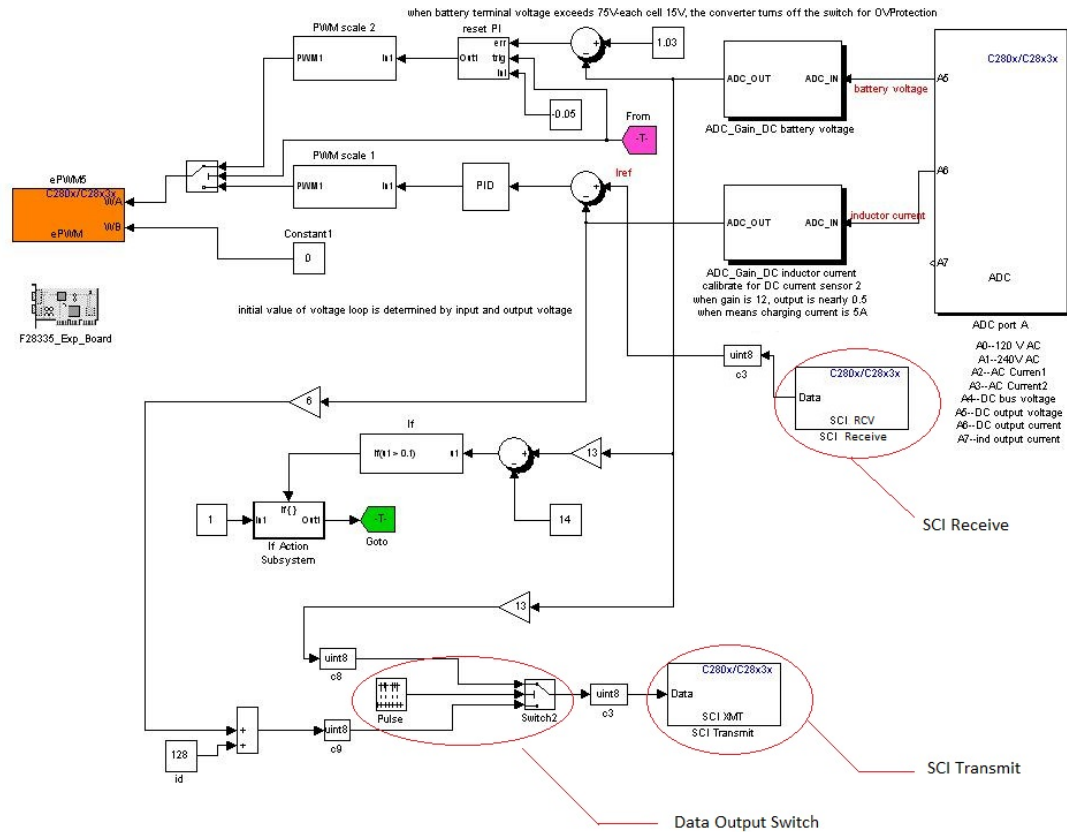 when battery terminal voltage exceeds 75V-each cell 15V, the converter turns off the switch for OVProtection
PWM scale 2
PWM1
In1
reset PI
Out1
err
trig
In1
1.03
-0.05
ADC_OUT
ADC_IN
ADC_Gain_DC battery voltage
battery voltage
C280x/C28x3x
A5
A6
A7
ADC
ADC port A
A0--120 V AC
A1--240V AC
A2--AC Curren1
A3--AC Current2
A4--DC bus voltage
A5--DC output voltage
A6--DC output current
A7--ind output current
From
-T-
PWM scale 1
PWM1
In1
PID
Iref
ADC_OUT
ADC_IN
inductor current
ADC_Gain_DC inductor current
calibrate for DC current sensor 2
when gain is 12, output is nearly 0.5
when means charging current is 5A
ePWM5
C280x/C28x3x
WA
WB
ePWM
Constant1
0
F28335_Exp_Board
initial value of voltage loop is determined by input and output voltage
uint8
c3
C280x/C28x3x
Data
SCI RCV
SCI Receive
SCI Receive
6
If
If(u1 > 0.1)
u1
13
14
1
If{ }
In1
Out1
If Action
Subsystem
-T-
Goto
13
uint8
c8
Pulse
Switch2
uint8
c3
C280x/C28x3x
Data
SCI XMT
SCI Transmit
128
id
+
+
uint8
c9
SCI Transmit
Data Output Switch